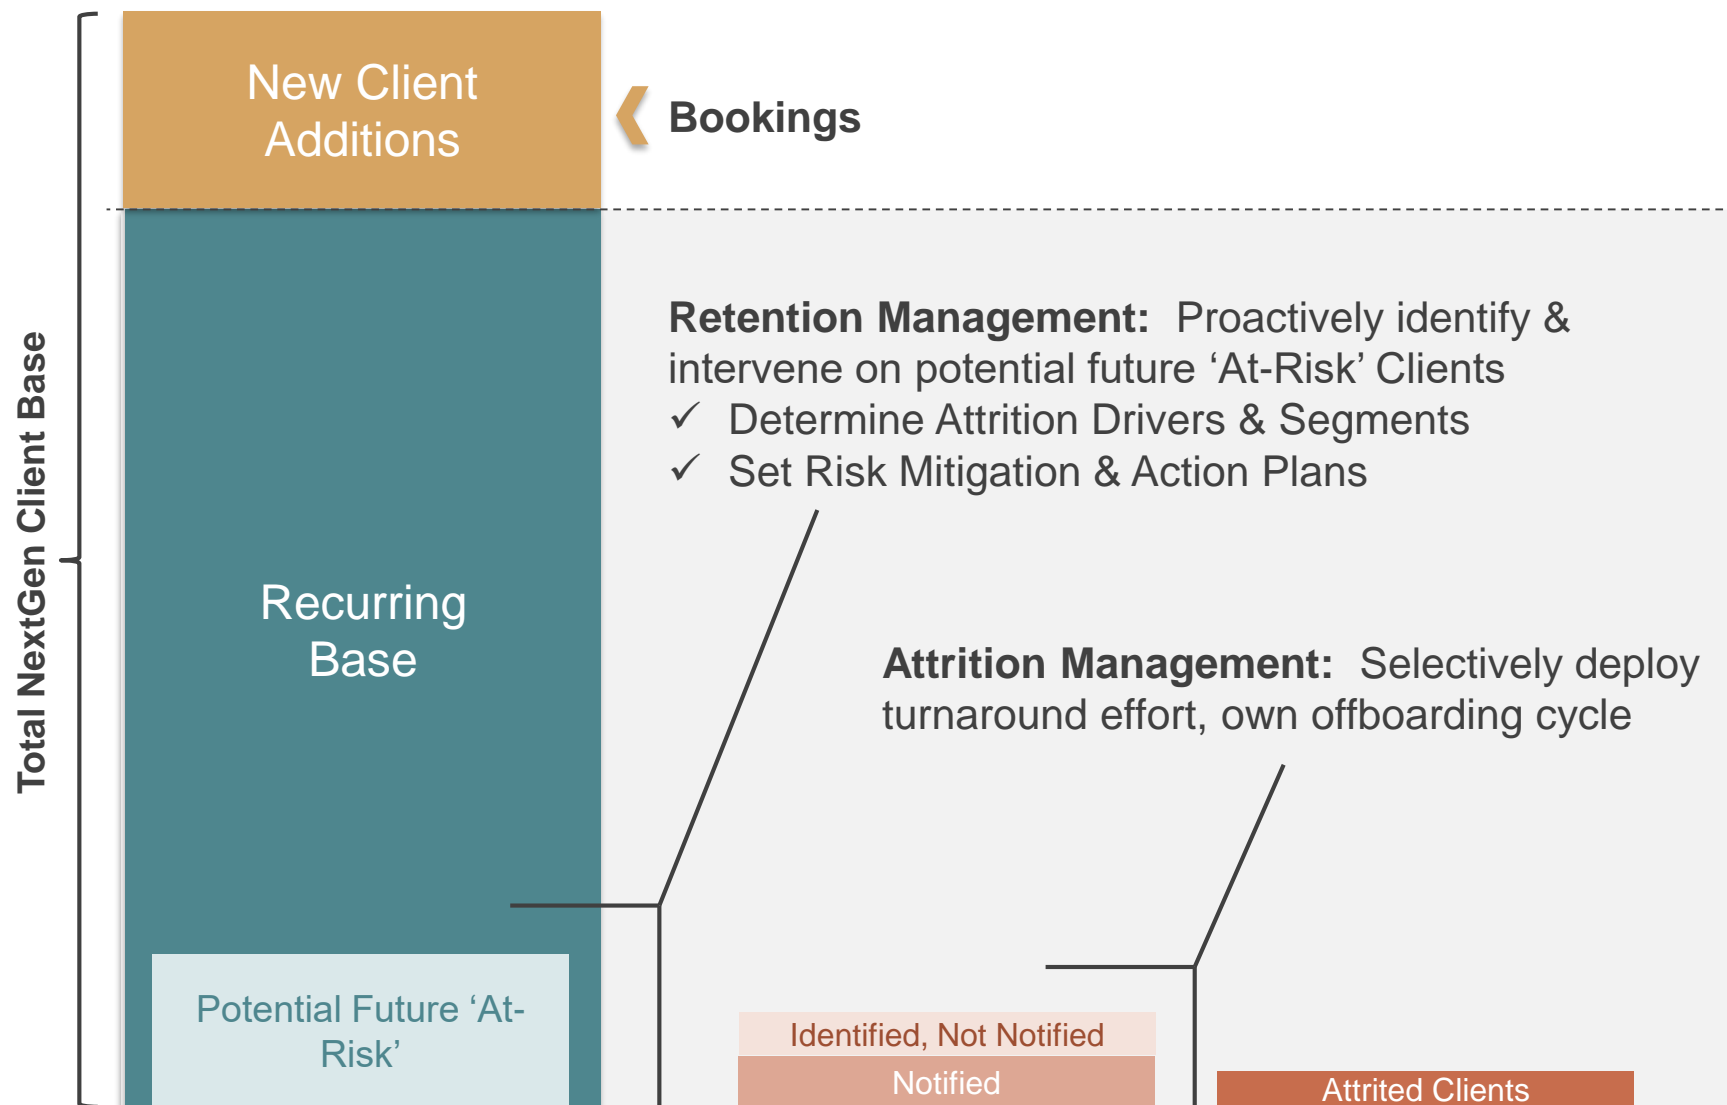 Total NextGen Client Base
New Client
Additions
Bookings
Recurring
Base
Retention Management:  Proactively identify &
intervene on potential future ‘At-Risk’ Clients
✓ Determine Attrition Drivers & Segments
✓ Set Risk Mitigation & Action Plans
Attrition Management:  Selectively deploy
turnaround effort, own offboarding cycle
Potential Future ‘At-
Risk’
Identified, Not Notified
Notified
Attrited Clients